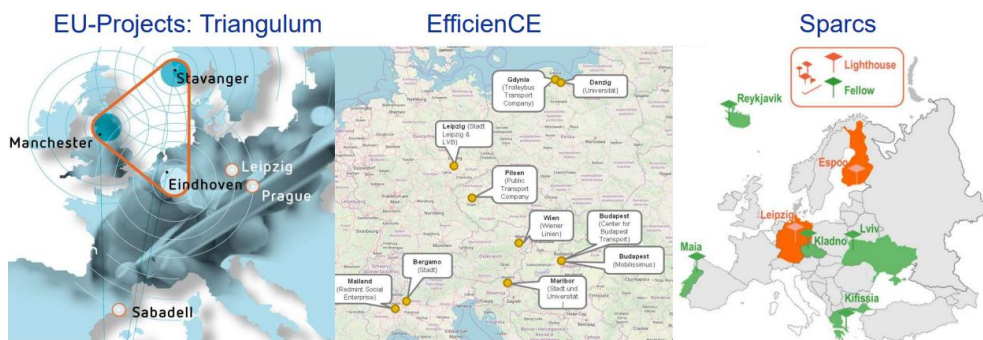 EU-Projects: Triangulum
EfficienCE
Sparcs
Stavanger
Manchester
Leipzig
Eindhoven
Prague
Sabadell
Gdynia
(Trolleybus
Transport
Company)
Danzig
(Universität)
Leipzig (Stadt
Leipzig &
LVB)
Pilsen
(Public
Transport
Company
Wien
(Wiener
Linien)
Budapest
(Center for
Budapest
Transport)
Budapest
(Mobilissimus)
Bergamo
(Stadt)
Mailand
(Redmint Social
Enterprise)
Maribor
(Stadt und
Universität
)
Lighthouse
Fellow
Reykjavik
Espoo
Leipzig
Lviv
Kladno
Maia
Kifissia